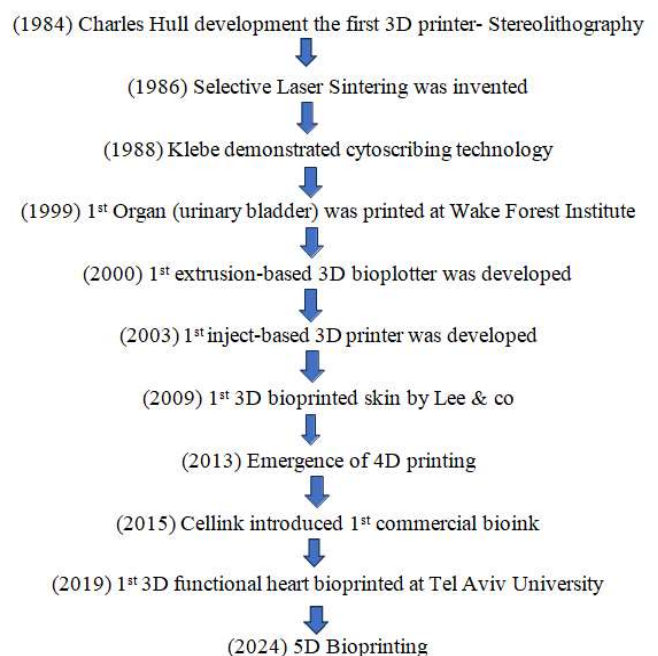 (1984) Charles Hull development the first 3D printer- Stereolithography
(1986) Selective Laser Sintering was invented
(1988) Klebe demonstrated cytoscribing technology
(1999) 1st Organ (urinary bladder) was printed at Wake Forest Institute
(2000) 1st extrusion-based 3D bioplotter was developed
(2003) 1st inject-based 3D printer was developed
(2009) 1st 3D bioprinted skin by Lee & co
(2013) Emergence of 4D printing
(2015) Cellink introduced 1st commercial bioink
(2019) 1st 3D functional heart bioprinted at Tel Aviv University
(2024) 5D Bioprinting